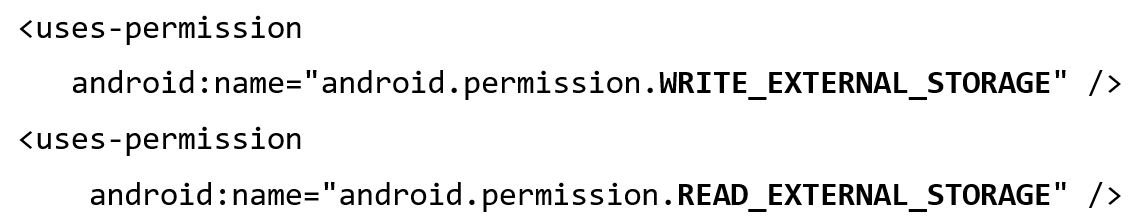 <uses-permission
android:name="android.permission.WRITE_EXTERNAL_STORAGE" />
<uses-permission
android:name="android.permission.READ_EXTERNAL_STORAGE" />